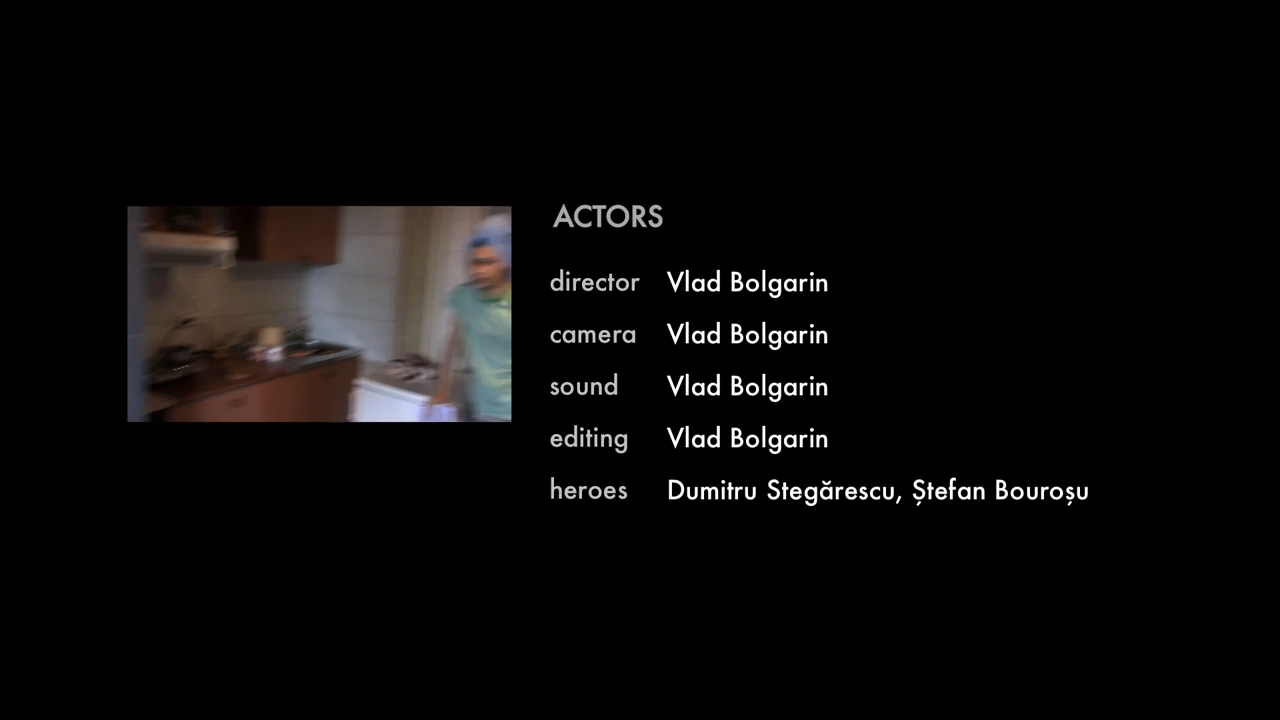 ACTORS
director Vlad Bolgarin
camera Vlad Bolgarin
sound Vlad Bolgarin
editing Vlad Bolgarin
heroes Dumitru Stegărescu, Ștefan Bouroșu